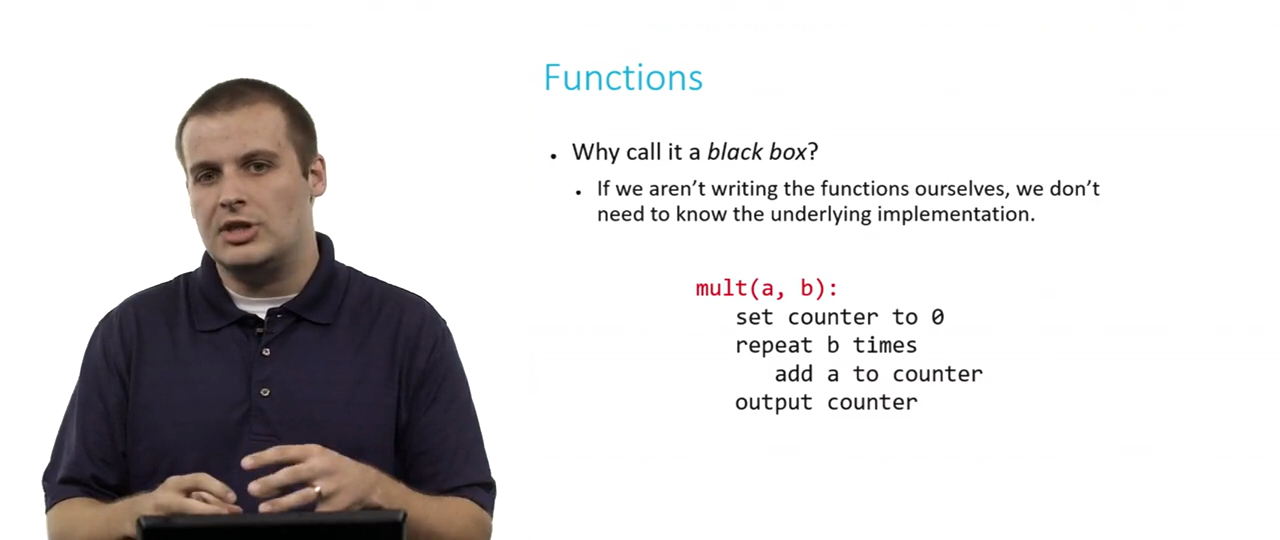 Functions
• Why call it a black box?
• If we aren’t writing the functions ourselves, we don’t
need to know the underlying implementation.
mult(a, b):
set counter to 0
repeat b times
add a to counter
output counter